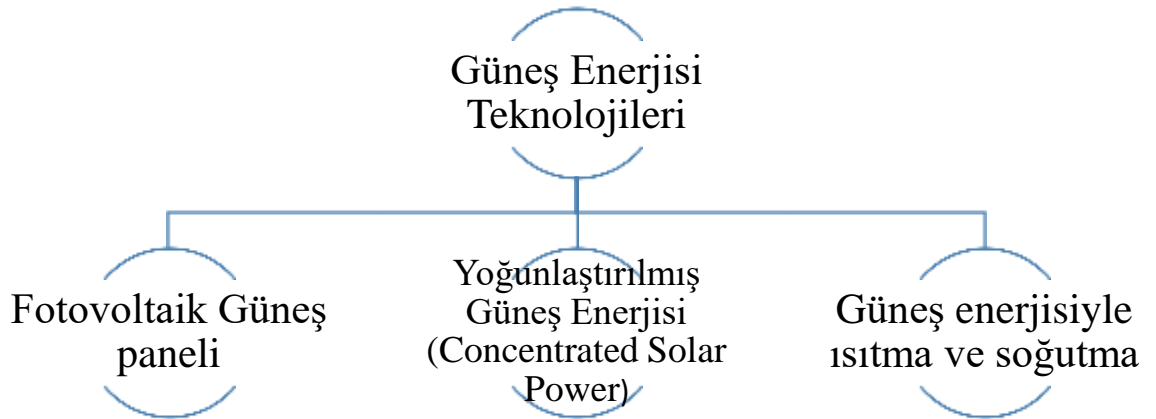 Güneş Enerjisi
Teknolojileri
Fotovoltaik Güneş
paneli
Yoğunlaştırılmış
Güneş Enerjisi
(Concentrated Solar
Power)
Güneş enerjisiyle
ısıtma ve soğutma